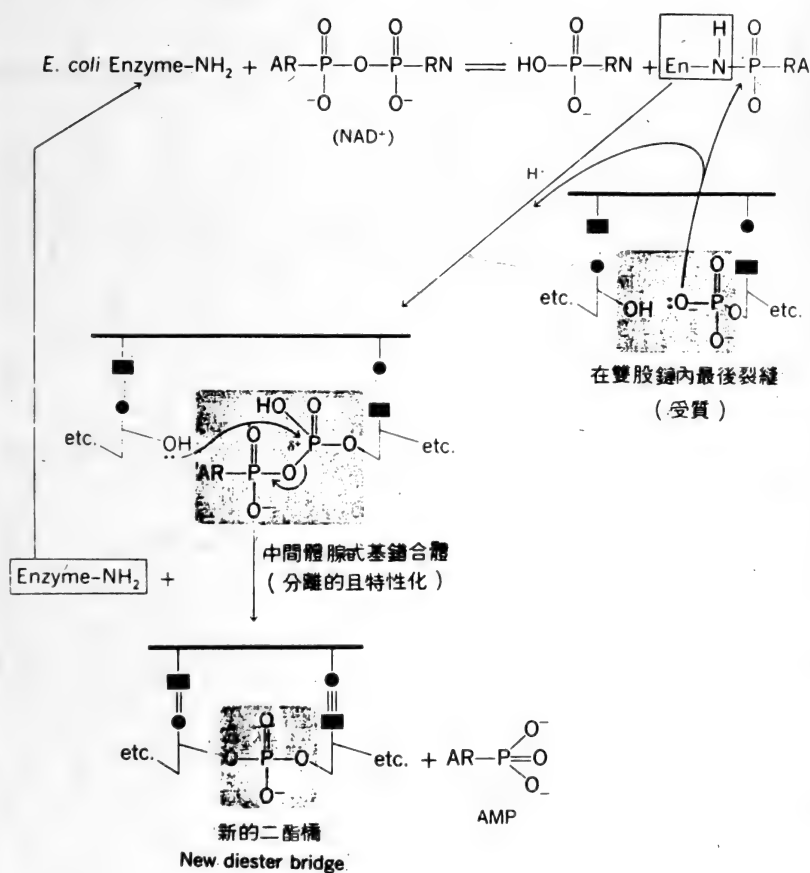 O O O H O
E. coli Enzyme–NH₂ + AR–P–O–P–RN ⇌ HO–P–RN + En–N–P–RA
⁻O O⁻ O⁻ O
(NAD⁺)
H·
O
etc. OH :O⁻–P–O etc.
O⁻
在雙股鏈內最後裂縫
(受質)
HO O
etc. OH O δ⁺ P–O etc.
AR–P–O
O⁻
中間體腺弍基錯合體
(分離的且特性化)
Enzyme–NH₂ +
O
etc. O–P–O etc. + AR–P=O
O⁻ O⁻ O⁻
AMP
新的二酯橋
New diester bridge